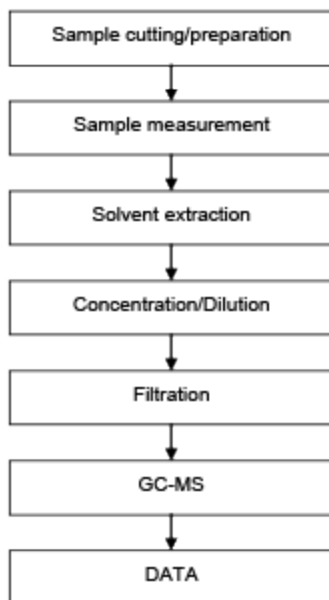 Sample cutting/preparation
Sample measurement
Solvent extraction
Concentration/Dilution
Filtration
GC-MS
DATA